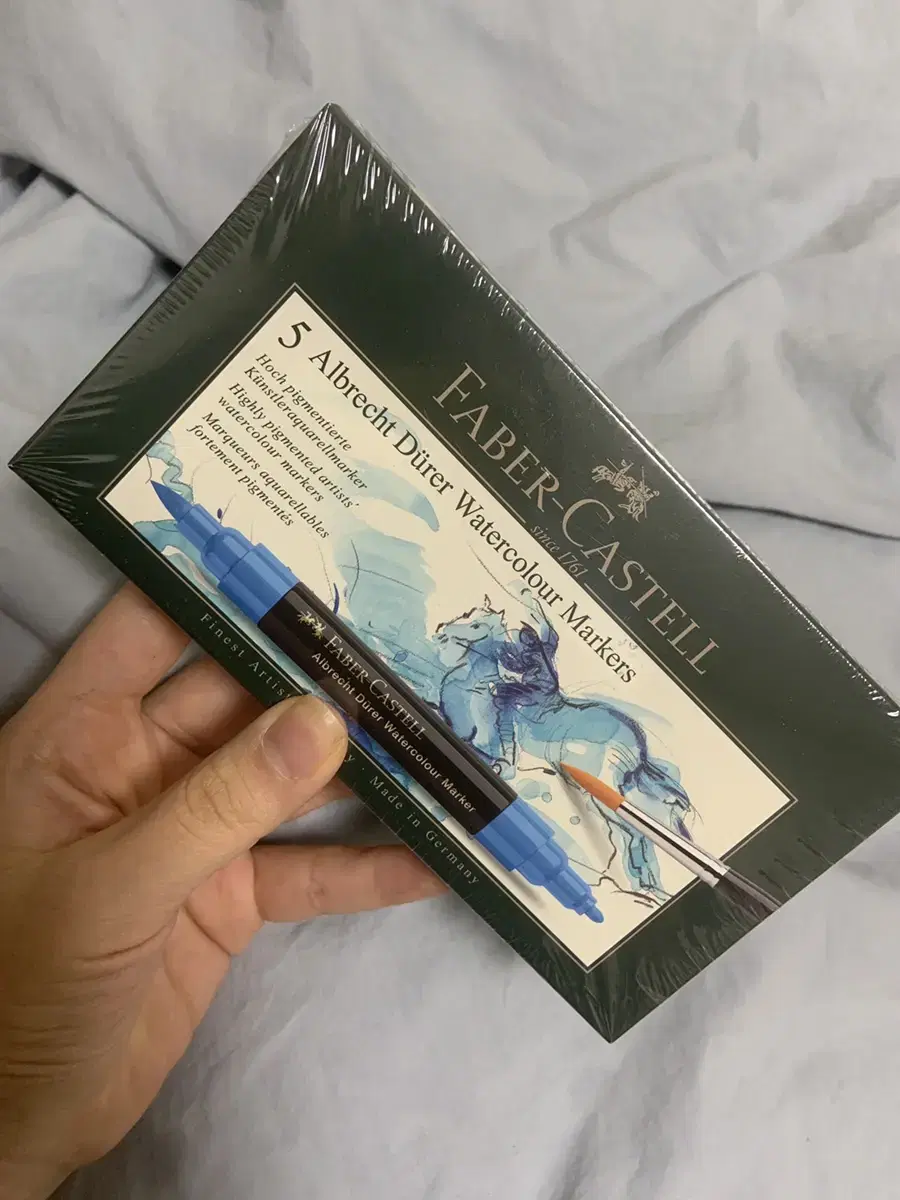 FABER-CASTELL
since 1761
5 Albrecht Dürer Watercolour Markers
Hoch pigmentierte
Künstleraquarellmarker
Highly pigmented artists'
watercolour markers
Marqueurs aquarellables
fortement pigmentés
FABER-CASTELL
Albrecht Dürer Watercolour Marker
Finest Artis
Made in Germany